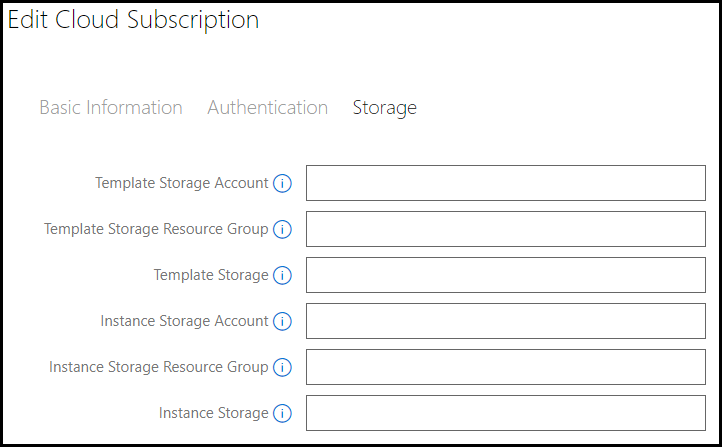 Edit Cloud Subscription
Basic Information Authentication Storage
Template Storage Account
Template Storage Resource Group
Template Storage
Instance Storage Account
Instance Storage Resource Group
Instance Storage